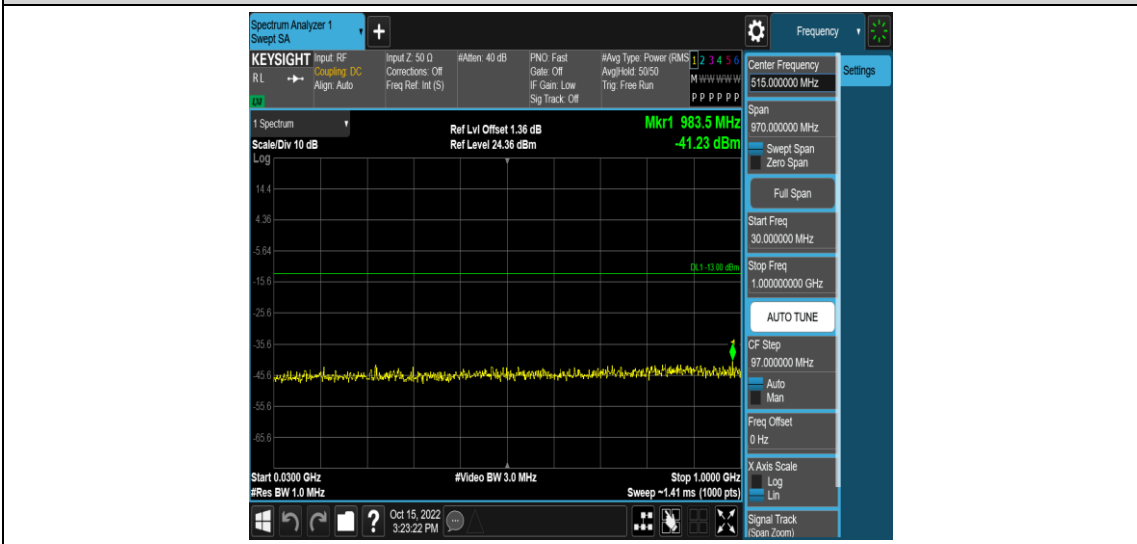 Spectrum Analyzer 1
Swept SA
+
Frequency
KEYSIGHT
RL
LXI
Input: RF
Coupling: DC
Align: Auto
Input Z: 50 Ω
Corrections: Off
Freq Ref: Int (S)
#Atten: 40 dB
PNO: Fast
Gate: Off
IF Gain: Low
Sig Track: Off
#Avg Type: Power (RMS
Avg|Hold: 50/50
Trig: Free Run
1 2 3 4 5 6
M W W W W W
P P P P P P
1 Spectrum
Scale/Div 10 dB
Ref Lvl Offset 1.36 dB
Ref Level 24.36 dBm
Mkr1 983.5 MHz
-41.23 dBm
Log
14.4
4.36
-5.64
DL1 -13.00 dBm
-15.6
-25.6
-35.6
1
-45.6
-55.6
-65.6
Start 0.0300 GHz
#Res BW 1.0 MHz
#Video BW 3.0 MHz
Stop 1.0000 GHz
Sweep ~1.41 ms (1000 pts)
Center Frequency
515.000000 MHz
Settings
Span
970.000000 MHz
Swept Span
Zero Span
Full Span
Start Freq
30.000000 MHz
Stop Freq
1.000000000 GHz
AUTO TUNE
CF Step
97.000000 MHz
Auto
Man
Freq Offset
0 Hz
X Axis Scale
Log
Lin
Signal Track
(Span Zoom)
?
Oct 15, 2022
3:23:22 PM